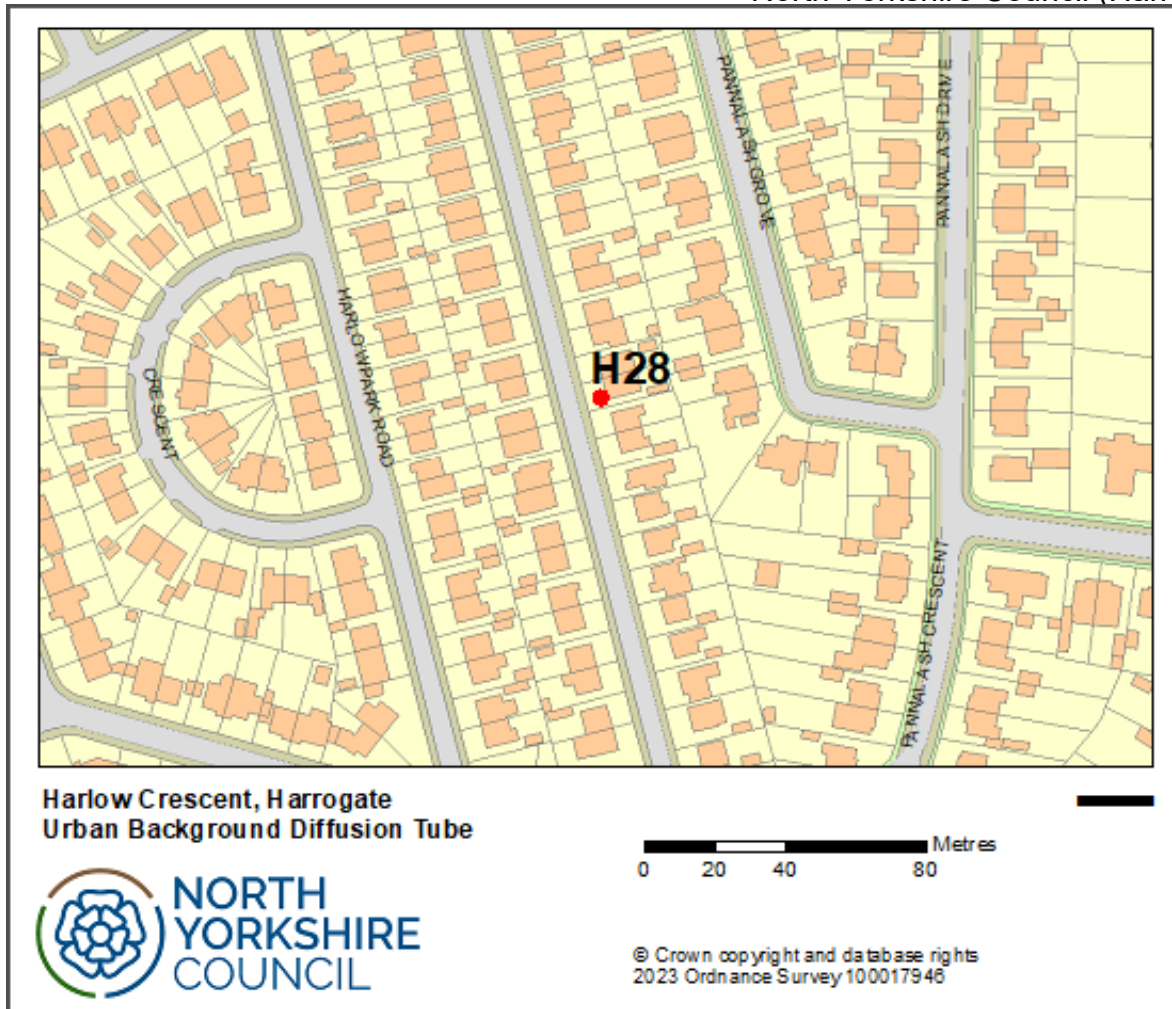 PANNAL ASH GROVE
PANNAL ASH DRIVE
HARLOW PARK ROAD
CRESCENT
H28
PANNAL ASH CRESCENT
Harlow Crescent, Harrogate
Urban Background Diffusion Tube
NORTH
YORKSHIRE
COUNCIL
Metres
0 20 40 80
© Crown copyright and database rights
2023 Ordnance Survey 100017946